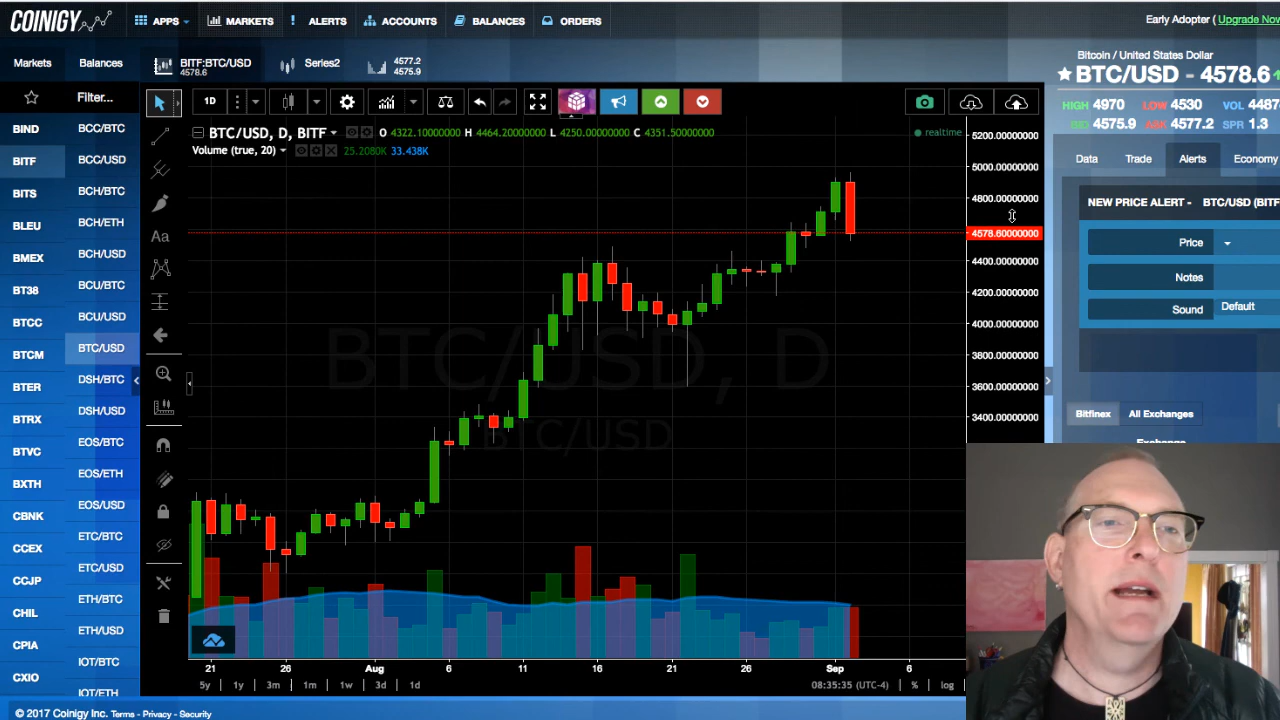 COINIGY
APPS
MARKETS
! ALERTS
ACCOUNTS
BALANCES
ORDERS
Early Adopter ( Upgrade Now
Markets
Balances
BITF:BTC/USD
4578.6
Series2
4577.2
4575.9
Bitcoin / United States Dollar
BTC/USD - 4578.6
HIGH 4970 LOW 4530 VOL 4487
BID 4575.9 ASK 4577.2 SPR 1.3
Filter...
1D
BTC/USD, D, BITF
O 4322.10000000 H 4464.20000000 L 4250.00000000 C 4351.50000000
realtime
Volume (true, 20)
25.2080K 33.438K
BIND
BITF
BITS
BLEU
BMEX
BT38
BTCC
BTCM
BTER
BTRX
BTVC
BXTH
CBNK
CCEX
CCJP
CHIL
CPIA
CXIO
BCC/BTC
BCC/USD
BCH/BTC
BCH/ETH
BCH/USD
BCU/BTC
BCU/USD
BTC/USD
DSH/BTC
DSH/USD
EOS/BTC
EOS/ETH
EOS/USD
ETC/BTC
ETC/USD
ETH/BTC
ETH/USD
IOT/BTC
IOT/ETH
Aa
BTC/USD, D
BTC/USD
5200.00000000
5000.00000000
4800.00000000
4578.60000000
4400.00000000
4200.00000000
4000.00000000
3800.00000000
3600.00000000
3400.00000000
Data
Trade
Alerts
Economy
NEW PRICE ALERT - BTC/USD (BITF
Price
Notes
Sound
Default
Bitfinex
All Exchanges
Exchange
21
26
Aug
6
11
16
21
26
Sep
6
5y
1y
3m
1m
1w
3d
1d
08:35:35 (UTC-4)
%
log
© 2017 Coinigy Inc. Terms - Privacy - Security